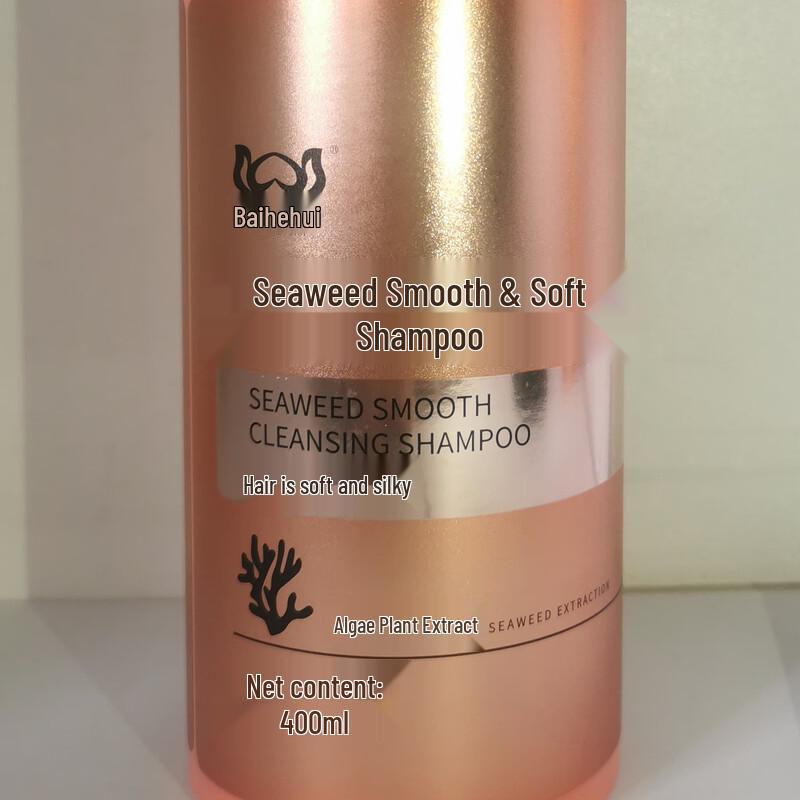 ®
Baihehui
Seaweed Smooth & Soft
Shampoo
SEAWEED SMOOTH
CLEANSING SHAMPOO
Hair is soft and silky
Algae Plant Extract SEAWEED EXTRACTION
Net content:
400ml